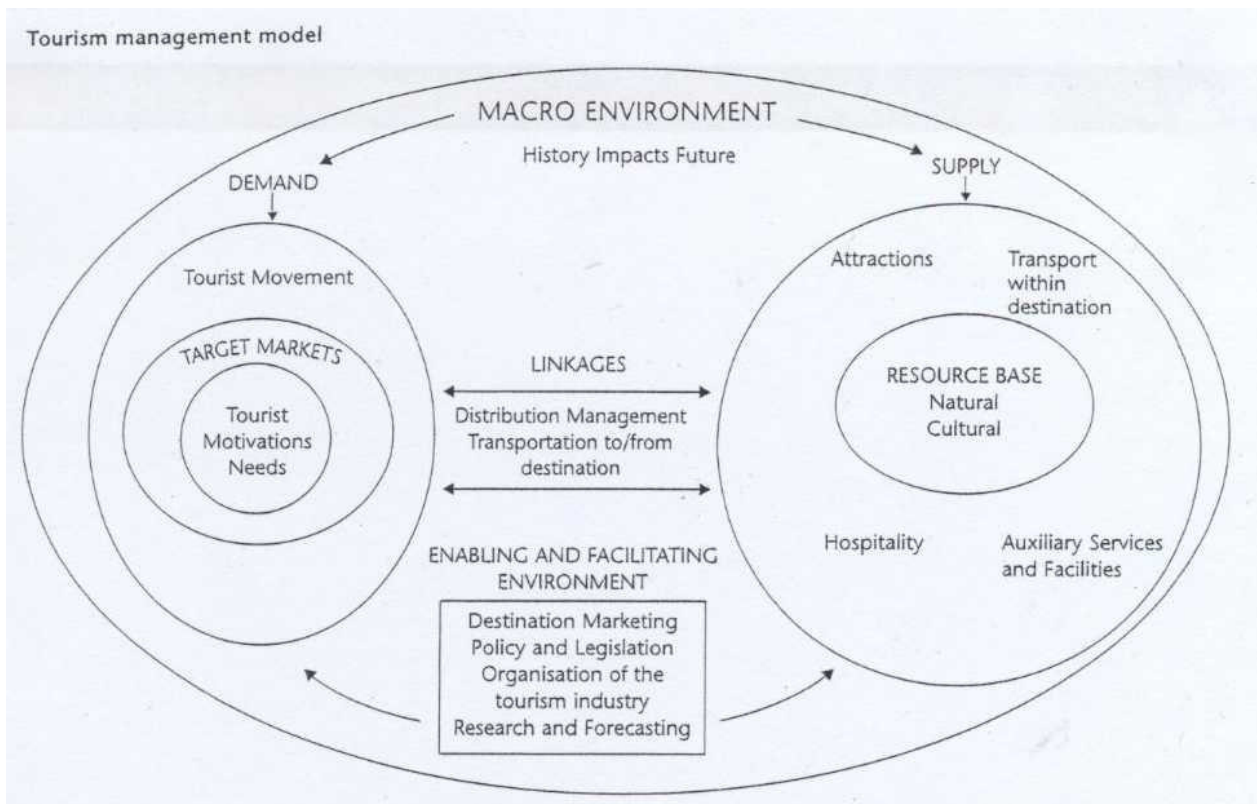 Tourism management model
MACRO ENVIRONMENT
History Impacts Future
DEMAND
SUPPLY
Tourist Movement
TARGET MARKETS
Tourist
Motivations
Needs
LINKAGES
Distribution Management
Transportation to/from
destination
Attractions
Transport
within
destination
RESOURCE BASE
Natural
Cultural
Hospitality
Auxiliary Services
and Facilities
ENABLING AND FACILITATING
ENVIRONMENT
Destination Marketing
Policy and Legislation
Organisation of the
tourism industry
Research and Forecasting